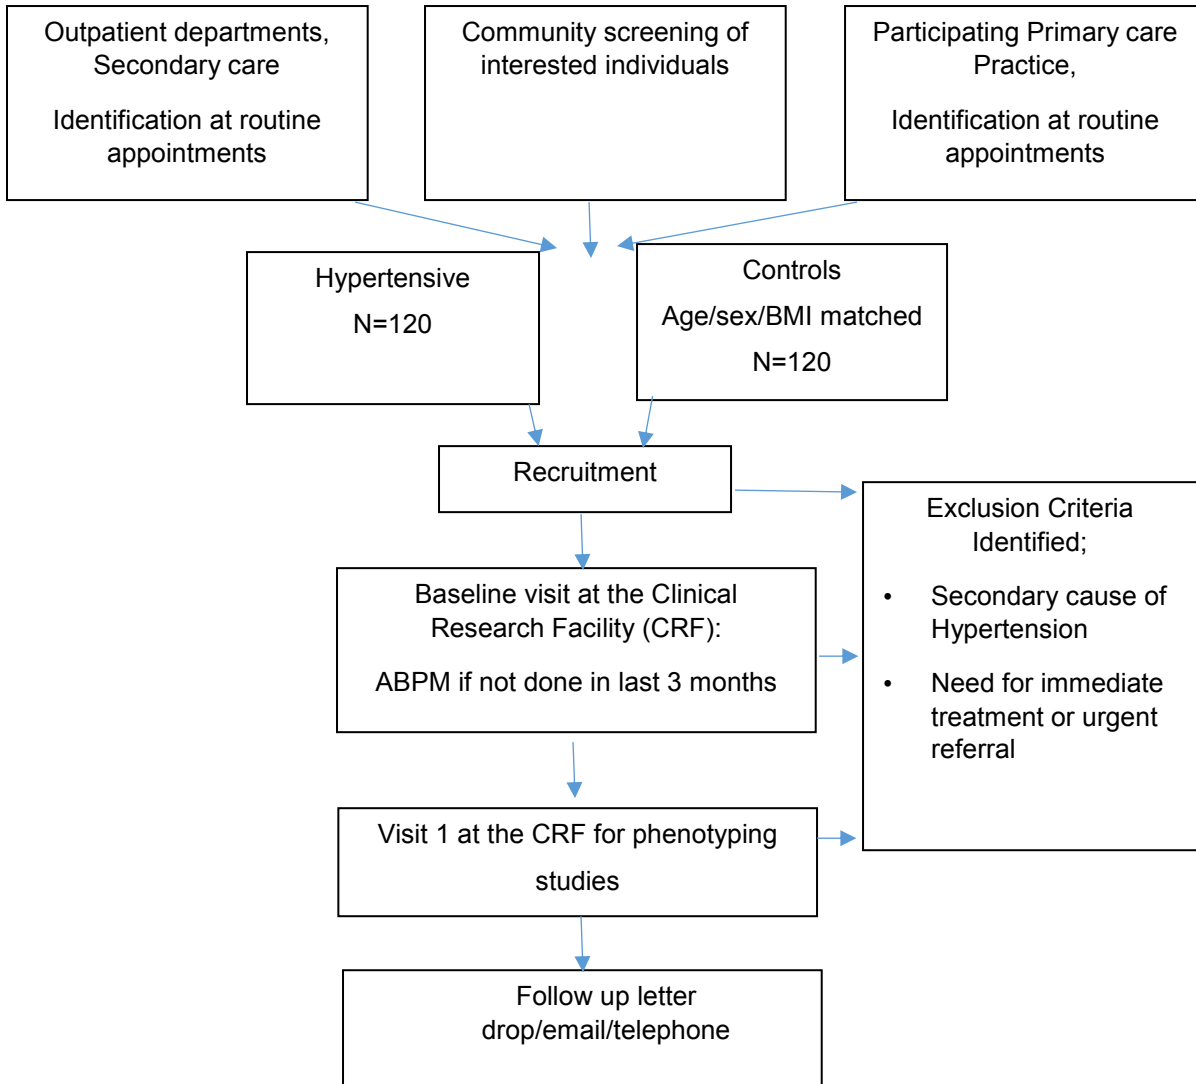 Outpatient departments,
Secondary care
Identification at routine
appointments
Community screening of
interested individuals
Participating Primary care
Practice,
Identification at routine
appointments
Hypertensive
N=120
Controls
Age/sex/BMI matched
N=120
Recruitment
Exclusion Criteria
Identified;
• Secondary cause of
Hypertension
• Need for immediate
treatment or urgent
referral
Baseline visit at the Clinical
Research Facility (CRF):
ABPM if not done in last 3 months
Visit 1 at the CRF for phenotyping
studies
Follow up letter
drop/email/telephone